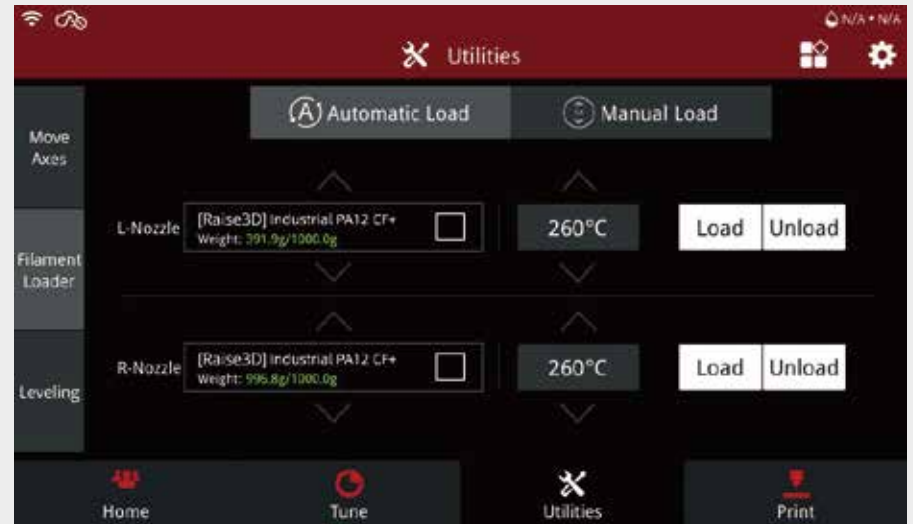 N/A • N/A
Utilities
Automatic Load
Manual Load
Move
Axes
L-Nozzle
[Raise3D] Industrial PA12 CF+
Weight: 391.9g/1000.0g
260°C
Load
Unload
Filament
Loader
R-Nozzle
[Raise3D] Industrial PA12 CF+
Weight: 996.8g/1000.0g
260°C
Load
Unload
Leveling
Home
Tune
Utilities
Print